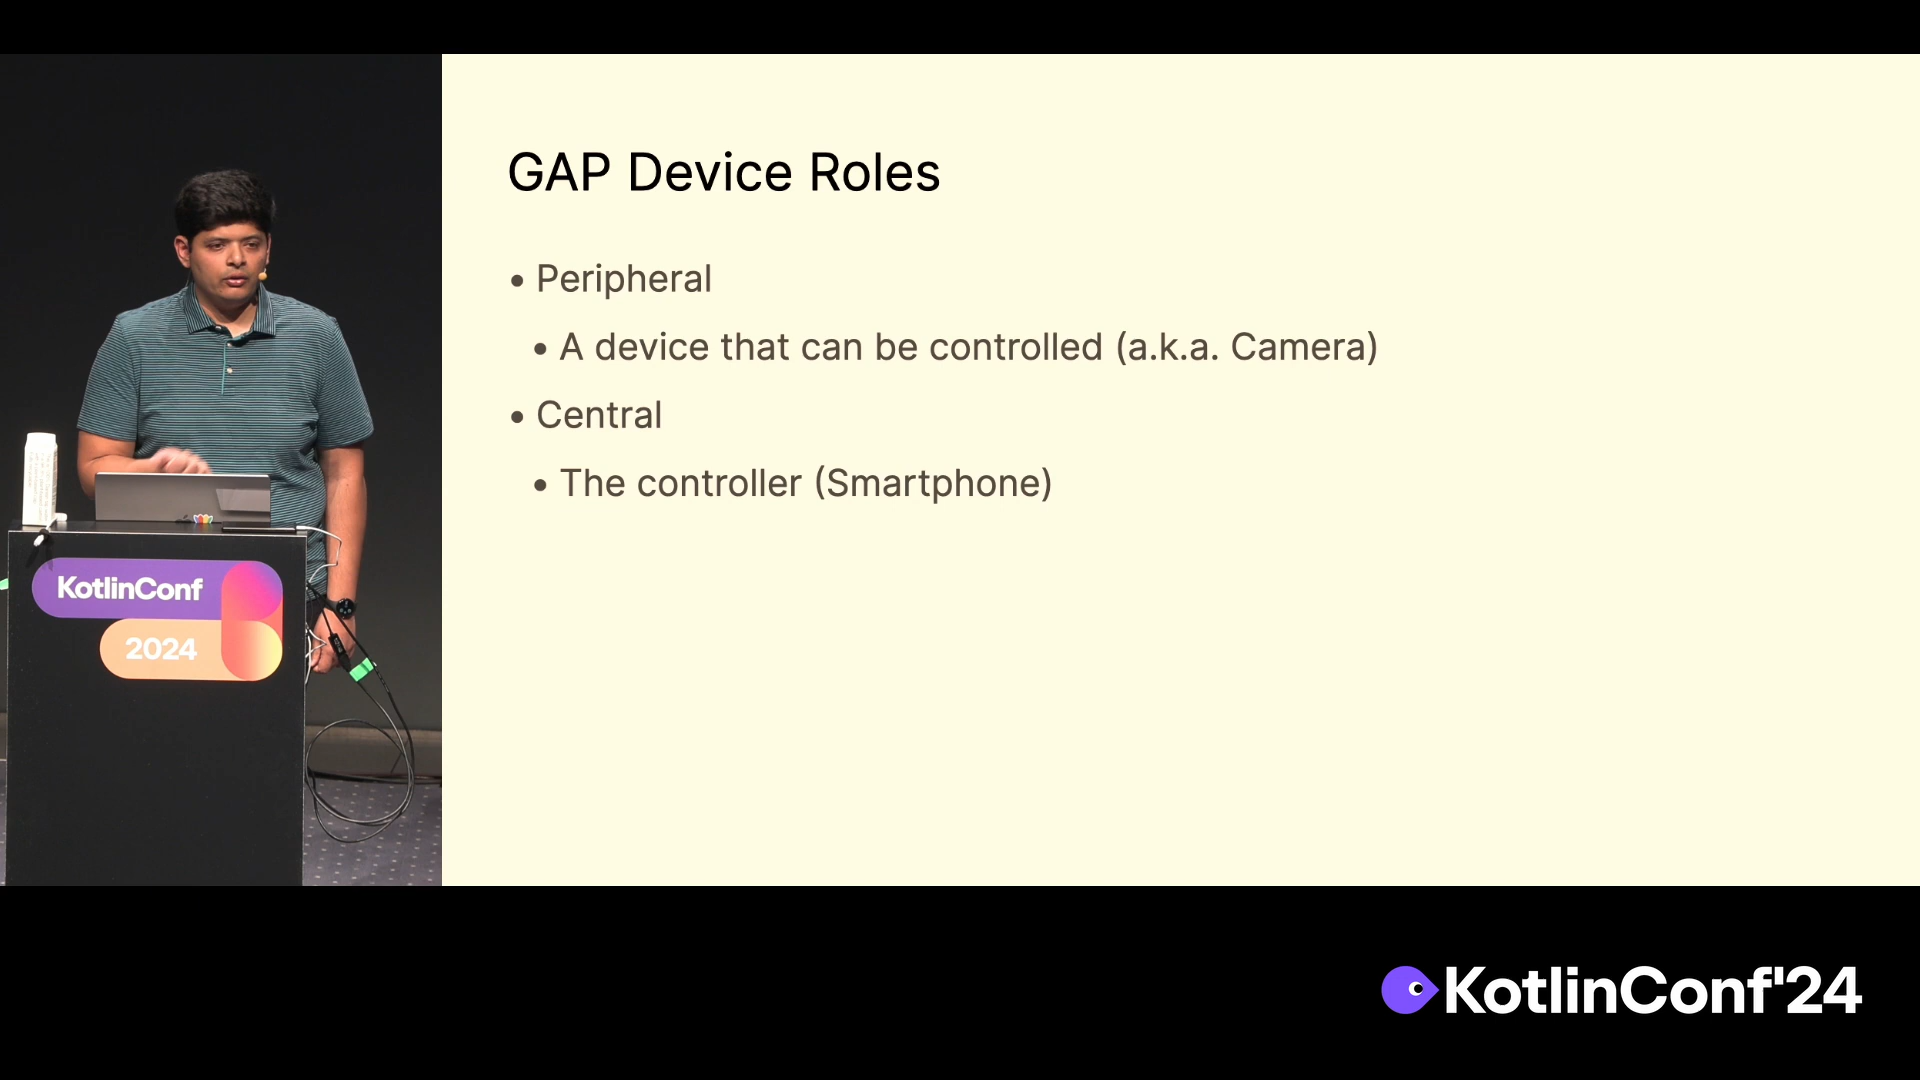 GAP Device Roles
• Peripheral
• A device that can be controlled (a.k.a. Camera)
• Central
• The controller (Smartphone)
KotlinConf
2024
KotlinConf'24